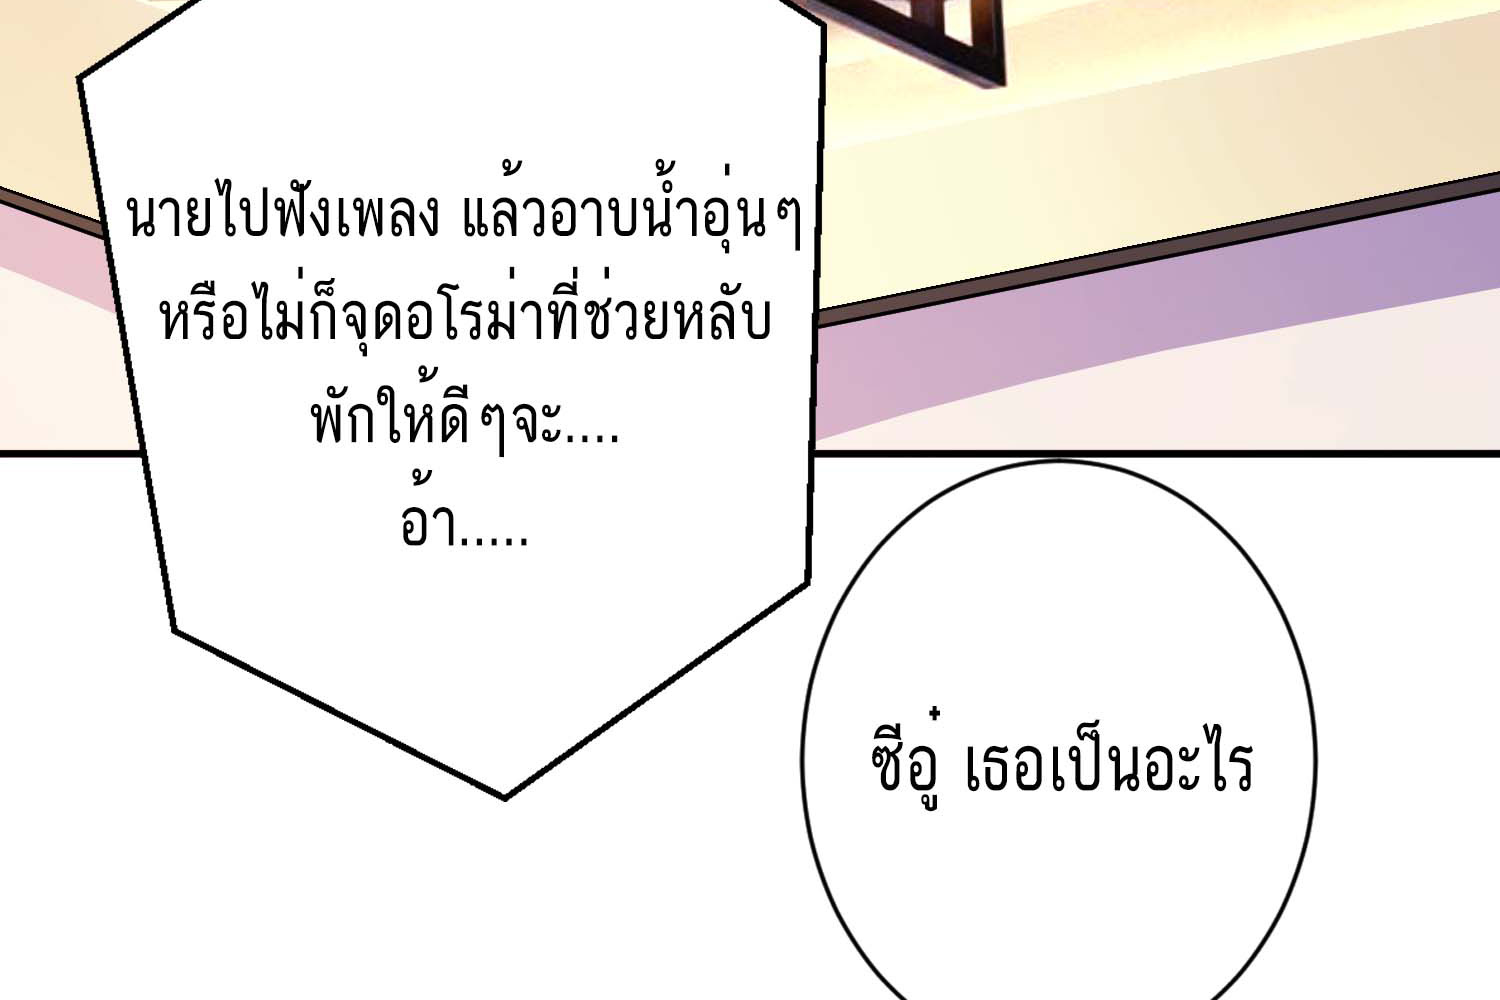 นายไปฟังเพลง แล้วอาบน้ำอุ่นๆ
หรือไม่ก็จุดอโรม่าที่ช่วยหลับ
พักให้ดีๆจะ....
อ้า.....
ซีอู๋ เธอเป็นอะไร